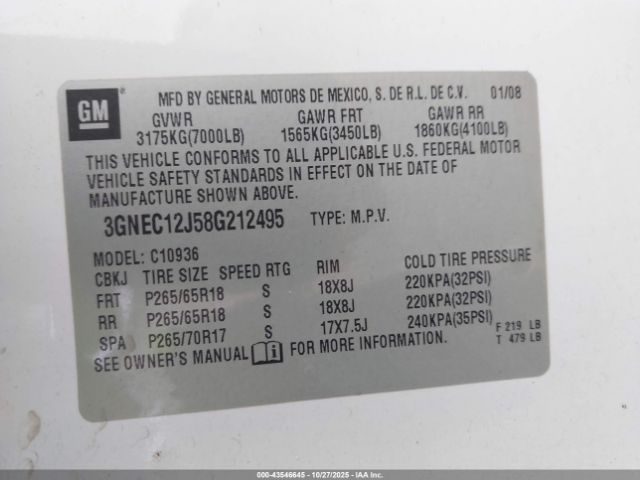 GM
MFD BY GENERAL MOTORS DE MEXICO, S. DE R.L. DE C.V. 01/08
GVWR GAWR FRT GAWR RR
3175KG(7000LB) 1565KG(3450LB) 1860KG(4100LB)
THIS VEHICLE CONFORMS TO ALL APPLICABLE U.S. FEDERAL MOTOR
VEHICLE SAFETY STANDARDS IN EFFECT ON THE DATE OF
MANUFACTURE SHOWN ABOVE.
3GNEC12J58G212495 TYPE: M.P.V.
MODEL: C10936
CBKJ TIRE SIZE SPEED RTG RIM COLD TIRE PRESSURE
FRT P265/65R18 S 18X8J 220KPA(32PSI)
RR P265/65R18 S 18X8J 220KPA(32PSI)
SPA P265/70R17 S 17X7.5J 240KPA(35PSI) F 219 LB
T 479 LB
SEE OWNER'S MANUAL FOR MORE INFORMATION.
000-43546645 - 10/27/2025 - IAA, Inc.